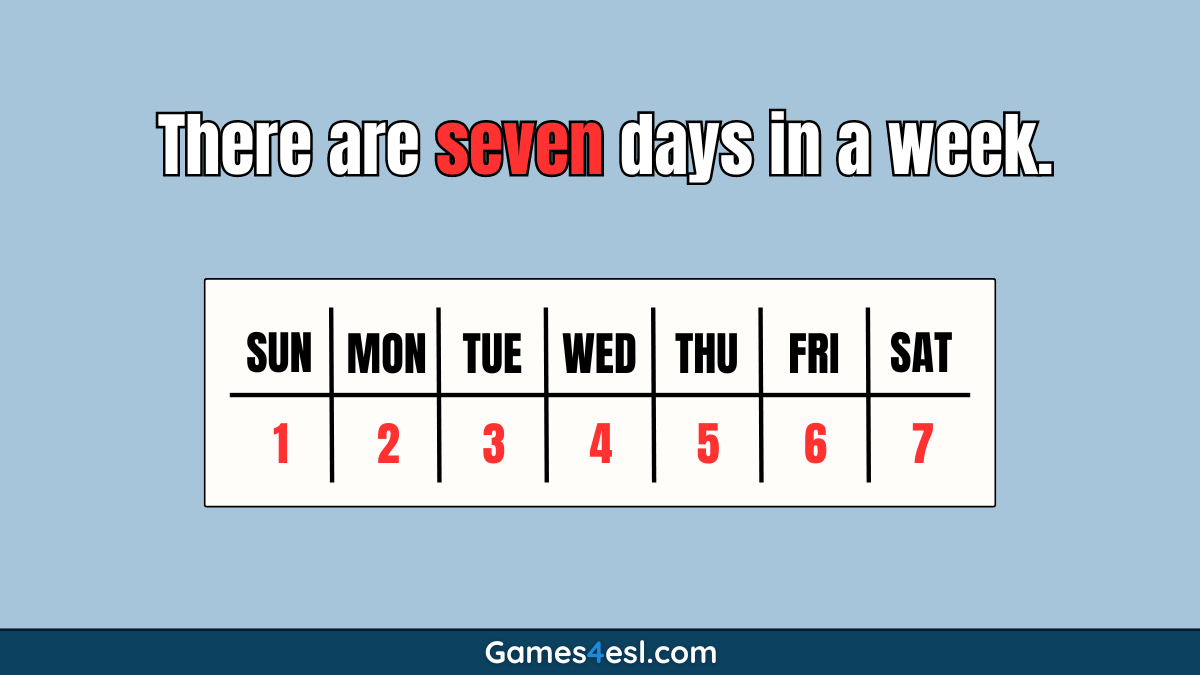 There are seven days in a week.
SUN MON TUE WED THU FRI SAT
1 2 3 4 5 6 7
Games4esl.com